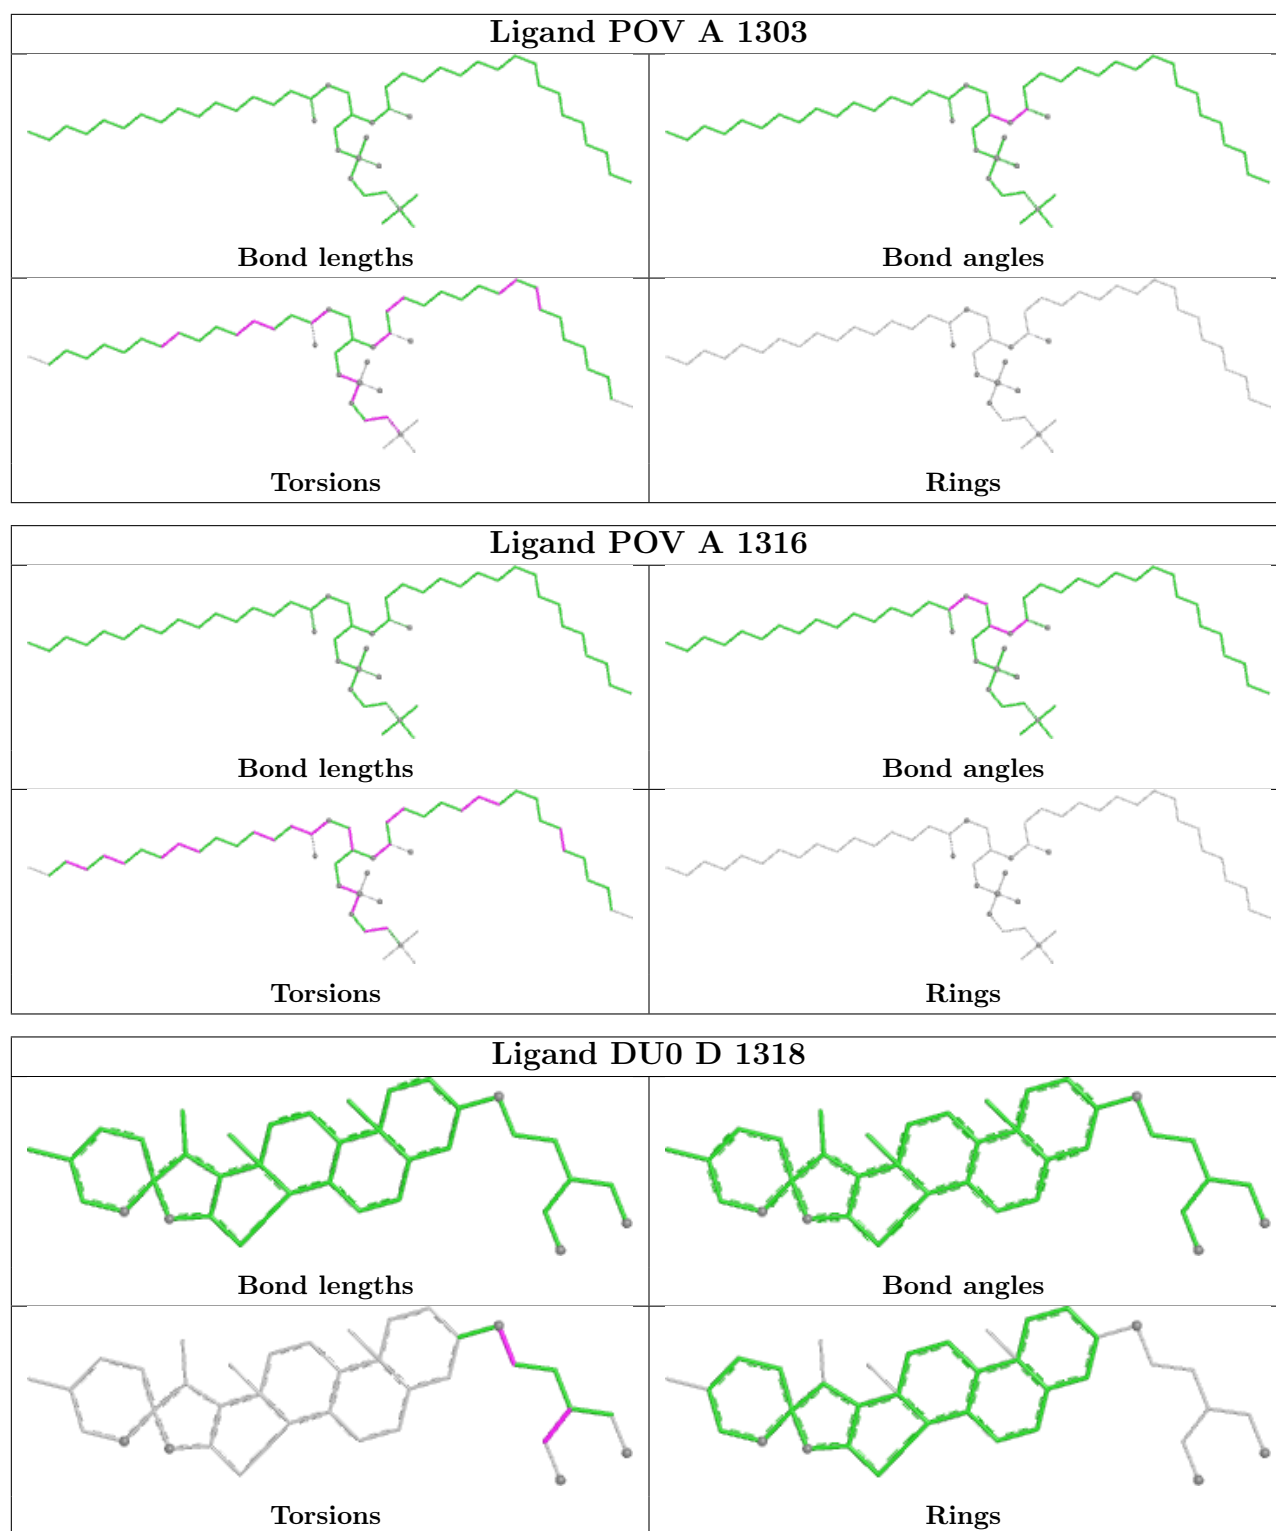 Ligand POV A 1303
Bond lengths
Bond angles
Torsions
Rings
Ligand POV A 1316
Bond lengths
Bond angles
Torsions
Rings
Ligand DU0 D 1318
Bond lengths
Bond angles
Torsions
Rings